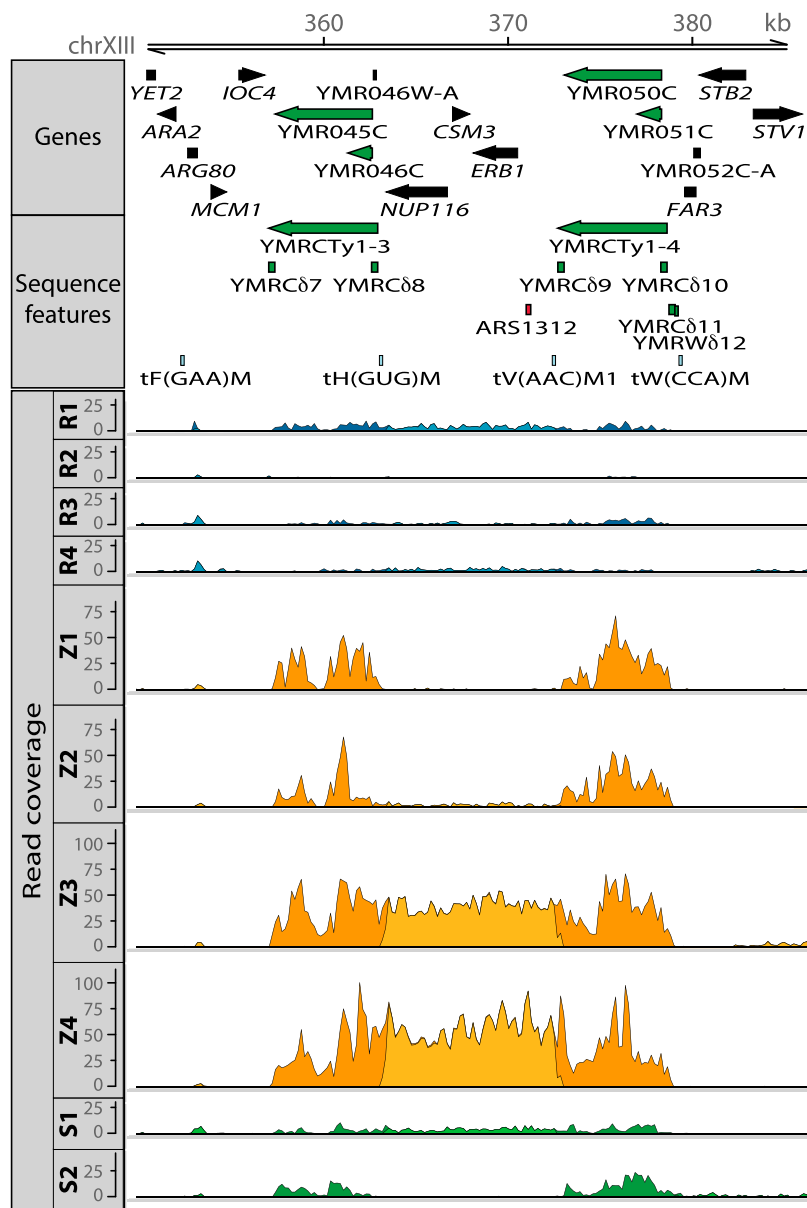 360 370 380 kb
chrXIII
Genes
YET2 IOC4 YMR046W-A YMR050C STB2
ARA2 YMR045C CSM3 YMR051C STV1
ARG80 YMR046C ERB1 YMR052C-A
MCM1 NUP116 FAR3
Sequence features
YMRCTy1-3 YMRCTy1-4
YMRCδ7 YMRCδ8 YMRCδ9 YMRCδ10
ARS1312 YMRCδ11
YMRWδ12
tF(GAA)M tH(GUG)M tV(AAC)M1 tW(CCA)M
Read coverage
R1 25 0
R2 25 0
R3 25 0
R4 25 0
Z1 75 50 25 0
Z2 75 50 25 0
Z3 100 75 50 25 0
Z4 100 75 50 25 0
S1 25 0
S2 25 0